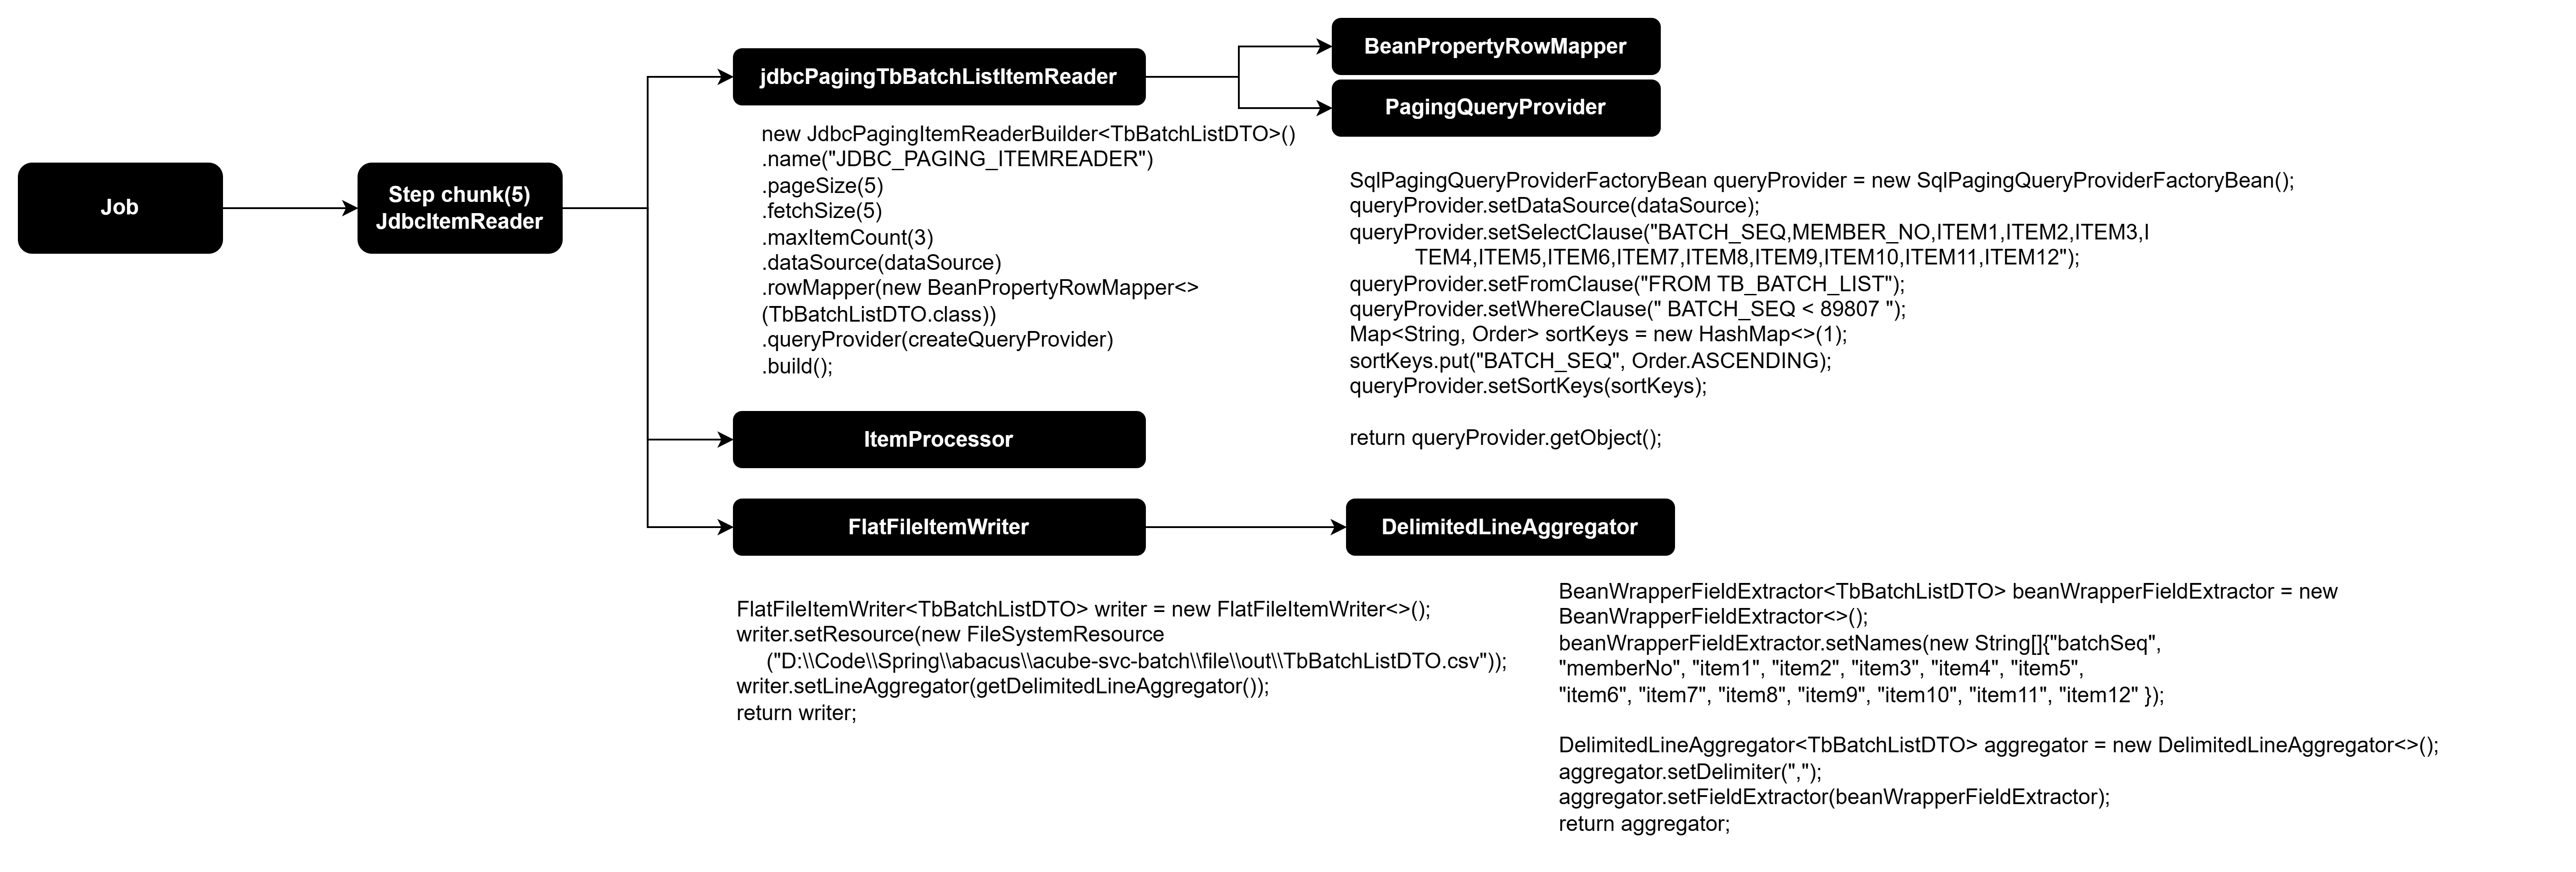 Job
Step chunk(5)
JdbcItemReader
jdbcPagingTbBatchListItemReader
new JdbcPagingItemReaderBuilder<TbBatchListDTO>()
.name("JDBC_PAGING_ITEMREADER")
.pageSize(5)
.fetchSize(5)
.maxItemCount(3)
.dataSource(dataSource)
.rowMapper(new BeanPropertyRowMapper<>
(TbBatchListDTO.class))
.queryProvider(createQueryProvider)
.build();
BeanPropertyRowMapper
PagingQueryProvider
SqlPagingQueryProviderFactoryBean queryProvider = new SqlPagingQueryProviderFactoryBean();
queryProvider.setDataSource(dataSource);
queryProvider.setSelectClause("BATCH_SEQ,MEMBER_NO,ITEM1,ITEM2,ITEM3,I
TEM4,ITEM5,ITEM6,ITEM7,ITEM8,ITEM9,ITEM10,ITEM11,ITEM12");
queryProvider.setFromClause("FROM TB_BATCH_LIST");
queryProvider.setWhereClause(" BATCH_SEQ < 89807 ");
Map<String, Order> sortKeys = new HashMap<>(1);
sortKeys.put("BATCH_SEQ", Order.ASCENDING);
queryProvider.setSortKeys(sortKeys);
return queryProvider.getObject();
ItemProcessor
FlatFileItemWriter
FlatFileItemWriter<TbBatchListDTO> writer = new FlatFileItemWriter<>();
writer.setResource(new FileSystemResource
("D:\\Code\\Spring\\abacus\\acube-svc-batch\\file\\out\\TbBatchListDTO.csv"));
writer.setLineAggregator(getDelimitedLineAggregator());
return writer;
DelimitedLineAggregator
BeanWrapperFieldExtractor<TbBatchListDTO> beanWrapperFieldExtractor = new
BeanWrapperFieldExtractor<>();
beanWrapperFieldExtractor.setNames(new String[]{"batchSeq",
"memberNo", "item1", "item2", "item3", "item4", "item5",
"item6", "item7", "item8", "item9", "item10", "item11", "item12" });
DelimitedLineAggregator<TbBatchListDTO> aggregator = new DelimitedLineAggregator<>();
aggregator.setDelimiter(",");
aggregator.setFieldExtractor(beanWrapperFieldExtractor);
return aggregator;